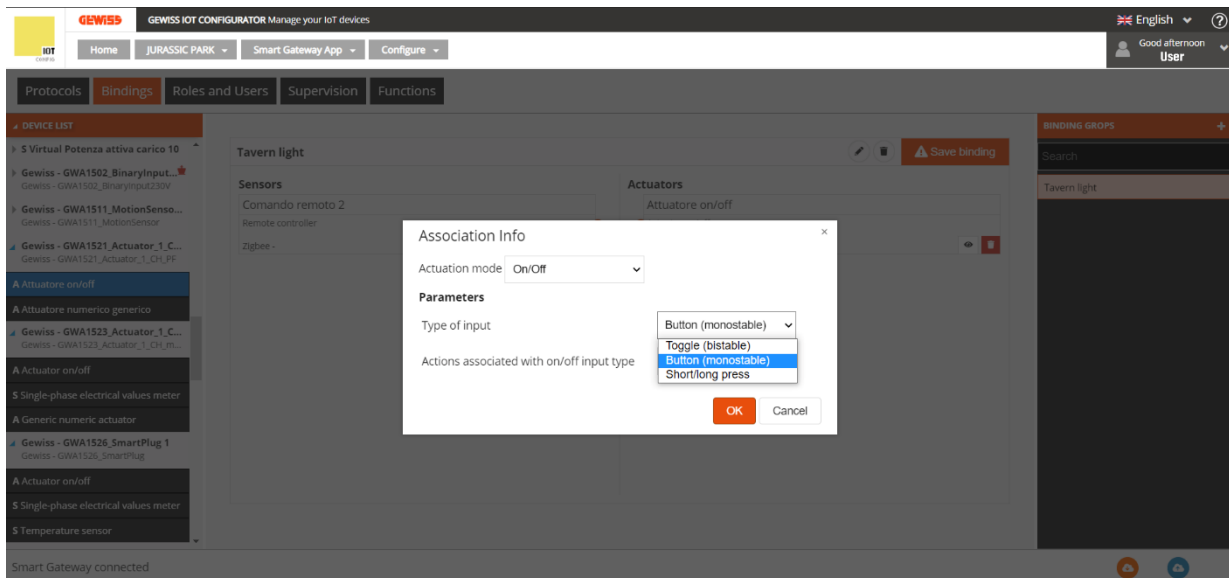 GEWISS GEWISS IOT CONFIGURATOR Manage your IoT devices English ?
IOT
Home JURASSIC PARK Smart Gateway App Configure
Good afternoon
User
Protocols Bindings Roles and Users Supervision Functions
DEVICE LIST
S Virtual Potenza attiva carico 10
Gewiss - GWA1502_BinaryInput...
Gewiss - GWA1502_BinaryInput230V
Gewiss - GWA1511_MotionSenso...
Gewiss - GWA1511_MotionSensor
Gewiss - GWA1521_Actuator_1_C...
Gewiss - GWA1521_Actuator_1_CH_PF
A Attuatore on/off
A Attuatore numerico generico
Gewiss - GWA1523_Actuator_1_C...
Gewiss - GWA1523_Actuator_1_CH_m...
A Actuator on/off
S Single-phase electrical values meter
A Generic numeric actuator
Gewiss - GWA1526_SmartPlug 1
Gewiss - GWA1526_SmartPlug
A Actuator on/off
S Single-phase electrical values meter
S Temperature sensor
Tavern light
Save binding
Sensors
Comando remoto 2
Remote controller
Zigbee -
Actuators
Attuatore on/off
Association Info ×
Actuation mode On/Off
Parameters
Type of input Button (monostable)
Toggle (bistable)
Button (monostable)
Short/long press
Actions associated with on/off input type
OK Cancel
BINDING GROPS +
Search
Tavern light
Smart Gateway connected